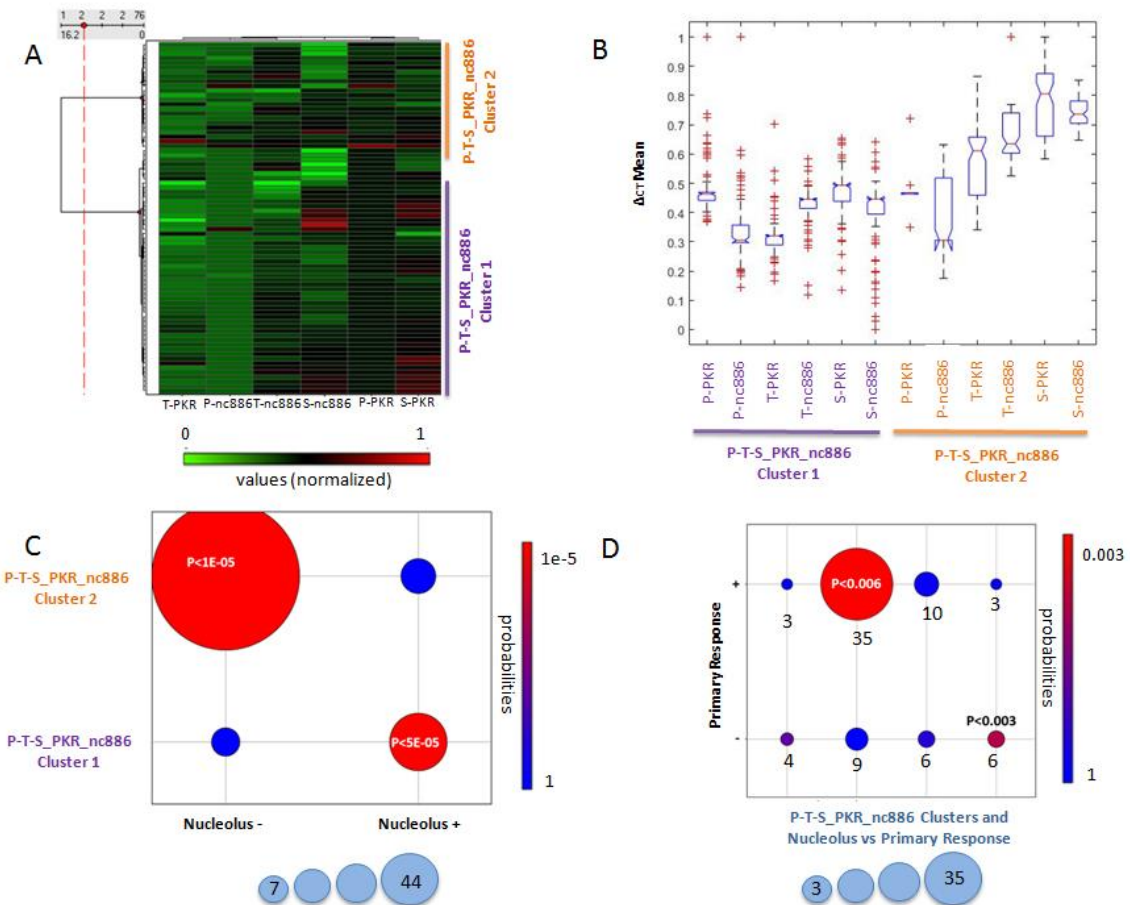 A
1 2 2 2 76
16.2 0
P-T-S_PKR_nc886
Cluster 2
P-T-S_PKR_nc886
Cluster 1
T-PKR P-nc886 T-nc886 S-nc886 P-PKR S-PKR
0 1
values (normalized)
B
ΔCT Mean
1
0.9
0.8
0.7
0.6
0.5
0.4
0.3
0.2
0.1
0
P-PKR
P-nc886
T-PKR
T-nc886
S-PKR
S-nc886
P-PKR
P-nc886
T-PKR
T-nc886
S-PKR
S-nc886
P-T-S_PKR_nc886
Cluster 1
P-T-S_PKR_nc886
Cluster 2
C
P-T-S_PKR_nc886
Cluster 2
P<1E-05
P-T-S_PKR_nc886
Cluster 1
P<5E-05
Nucleolus - Nucleolus +
1e-5
probabilities
1
7 44
D
Primary Response
+
P<0.006
3 35 10 3
-
P<0.003
4 9 6 6
0.003
probabilities
1
P-T-S_PKR_nc886 Clusters and
Nucleolus vs Primary Response
3 35